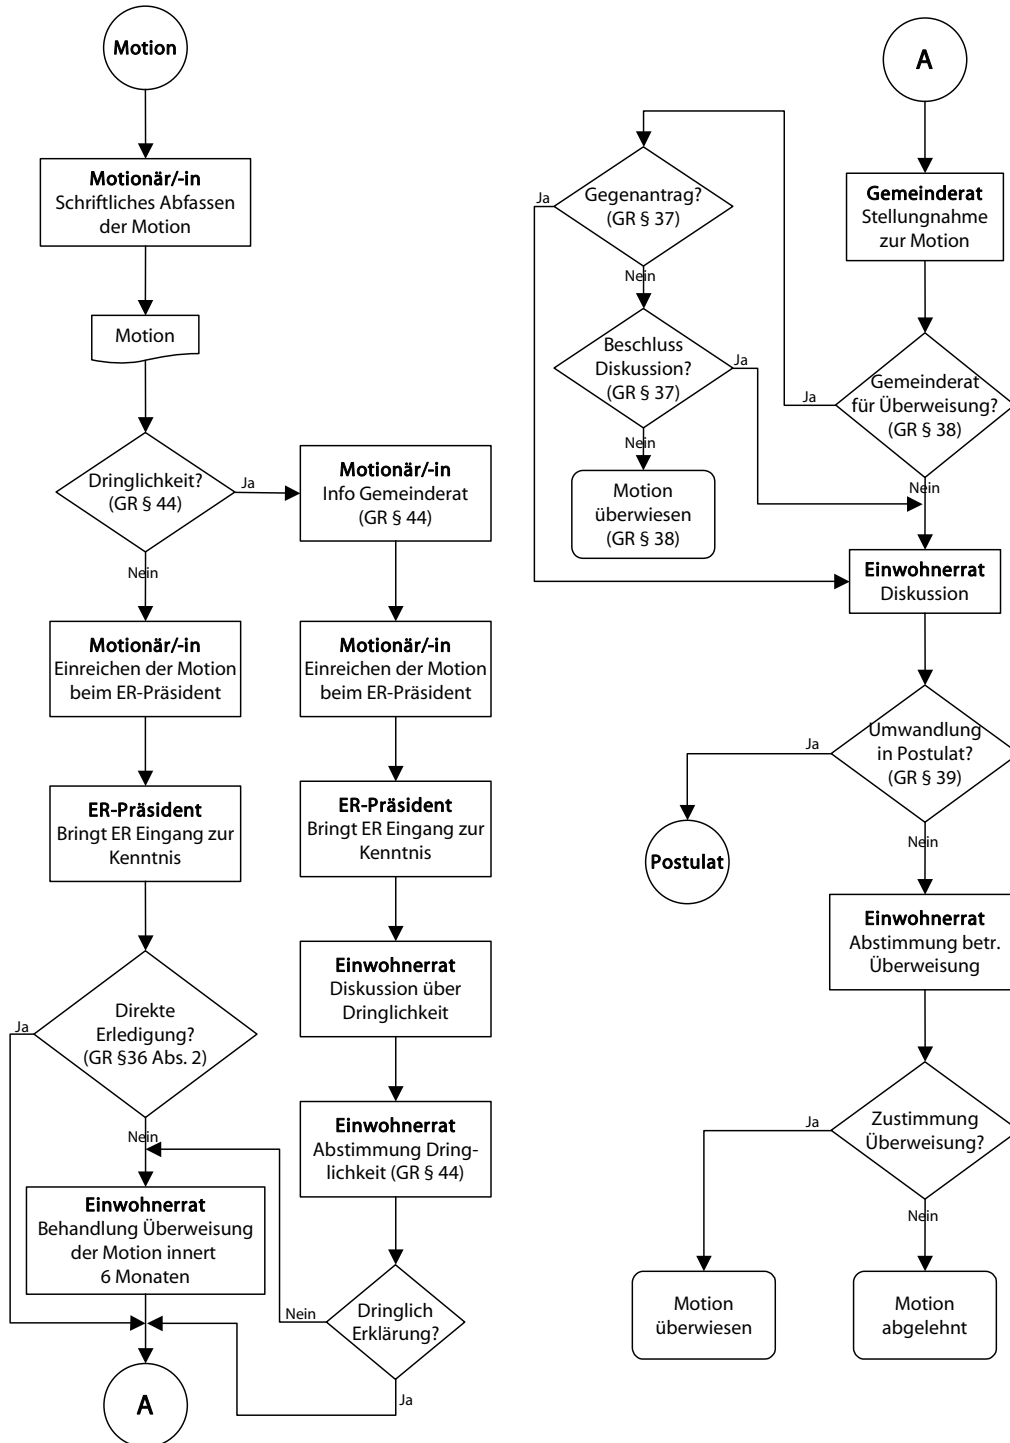 Motion
Motionär/-in
Schriftliches Abfassen
der Motion
Motion
Dringlichkeit?
(GR § 44)
Ja
Nein
Motionär/-in
Info Gemeinderat
(GR § 44)
Motionär/-in
Einreichen der Motion
beim ER-Präsident
Motionär/-in
Einreichen der Motion
beim ER-Präsident
ER-Präsident
Bringt ER Eingang zur
Kenntnis
ER-Präsident
Bringt ER Eingang zur
Kenntnis
Einwohnerrat
Diskussion über
Dringlichkeit
Direkte
Erledigung?
(GR §36 Abs. 2)
Ja
Nein
Einwohnerrat
Abstimmung Dring-
lichkeit (GR § 44)
Einwohnerrat
Behandlung Überweisung
der Motion innert
6 Monaten
Dringlich
Erklärung?
Nein
Ja
A
A
Gemeinderat
Stellungnahme
zur Motion
Gemeinderat
für Überweisung?
(GR § 38)
Ja
Nein
Gegenantrag?
(GR § 37)
Ja
Nein
Beschluss
Diskussion?
(GR § 37)
Ja
Nein
Motion
überwiesen
(GR § 38)
Einwohnerrat
Diskussion
Umwandlung
in Postulat?
(GR § 39)
Ja
Nein
Postulat
Einwohnerrat
Abstimmung betr.
Überweisung
Zustimmung
Überweisung?
Ja
Nein
Motion
überwiesen
Motion
abgelehnt